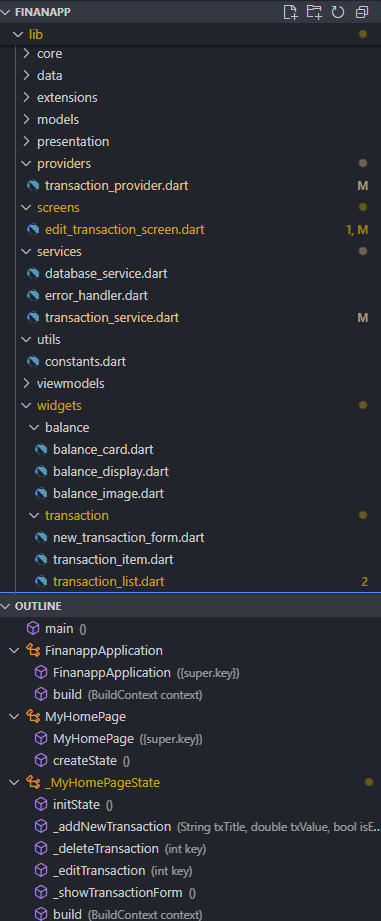 FINANAPP
lib
core
data
extensions
models
presentation
providers
transaction_provider.dart M
screens
edit_transaction_screen.dart 1, M
services
database_service.dart
error_handler.dart
transaction_service.dart M
utils
constants.dart
viewmodels
widgets
balance
balance_card.dart
balance_display.dart
balance_image.dart
transaction
new_transaction_form.dart
transaction_item.dart
transaction_list.dart 2
OUTLINE
main ()
FinanappApplication
FinanappApplication ({super.key})
build (BuildContext context)
MyHomePage
MyHomePage ({super.key})
createState ()
_MyHomePageState
initState ()
_addNewTransaction (String txTitle, double txValue, bool isE...
_deleteTransaction (int key)
_editTransaction (int key)
_showTransactionForm ()
build (BuildContext context)